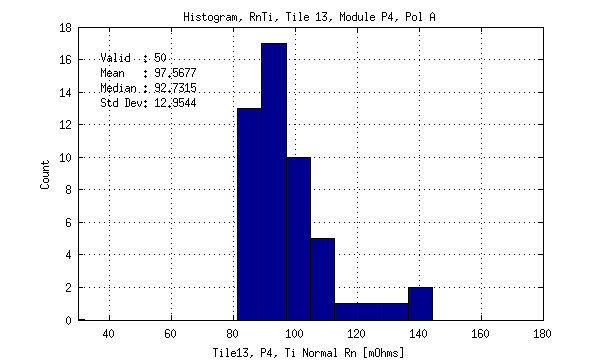 Histogram, RnTi, Tile 13, Module P4, Pol A
18
16
14
12
10
8
6
4
2
0
Count
Valid : 50
Mean : 97.5677
Median : 92.7315
Std Dev: 12.9544
40 60 80 100 120 140 160 180
Tile13, P4, Ti Normal Rn [mOhms]